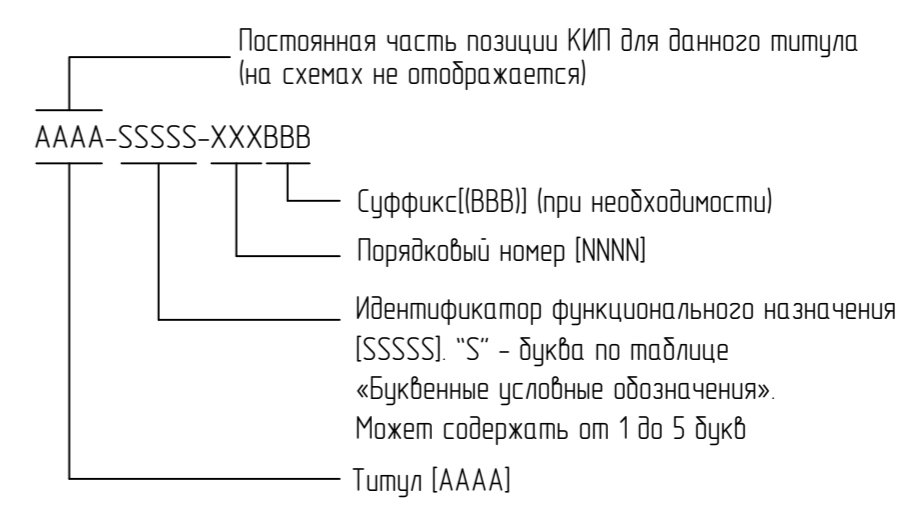 Постоянная часть позиции КИП для данного титула
(на схемах не отображается)
AAAA-SSSSS-XXXBBB
Суффикс[(BBB)] (при необходимости)
Порядковый номер [NNNN]
Идентификатор функционального назначения
[SSSSS]. “S” - буква по таблице
«Буквенные условные обозначения».
Может содержать от 1 до 5 букв
Титул [AAAA]